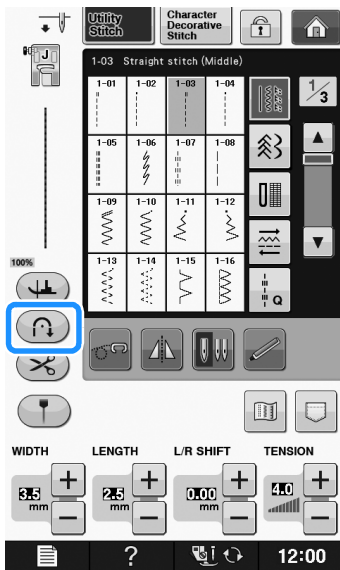 Utility Stitch
Character Decorative Stitch
J
1-03 Straight stitch (Middle)
1/3
1-01 1-02 1-03 1-04
1-05 1-06 1-07 1-08
1-09 1-10 1-11 1-12
1-13 1-14 1-15 1-16
Q
100%
WIDTH LENGTH L/R SHIFT TENSION
3.5 mm + − 2.5 mm + − 0.00 mm + − 4.0 + −
? 12:00